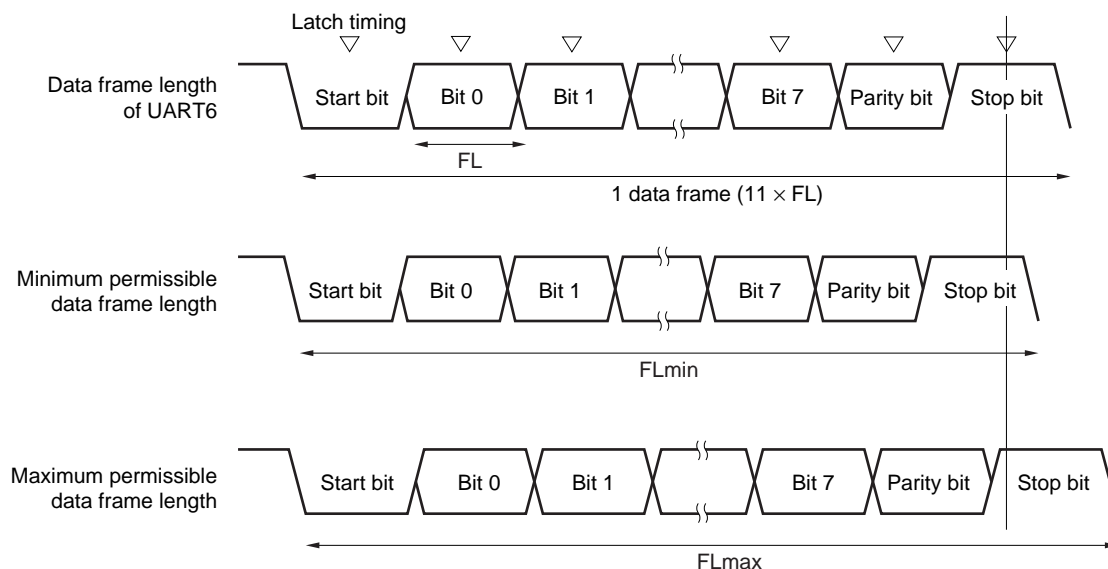 Latch timing
Data frame length
of UART6
Start bit
Bit 0
Bit 1
Bit 7
Parity bit
Stop bit
FL
1 data frame (11 × FL)
Minimum permissible
data frame length
Start bit
Bit 0
Bit 1
Bit 7
Parity bit
Stop bit
FLmin
Maximum permissible
data frame length
Start bit
Bit 0
Bit 1
Bit 7
Parity bit
Stop bit
FLmax